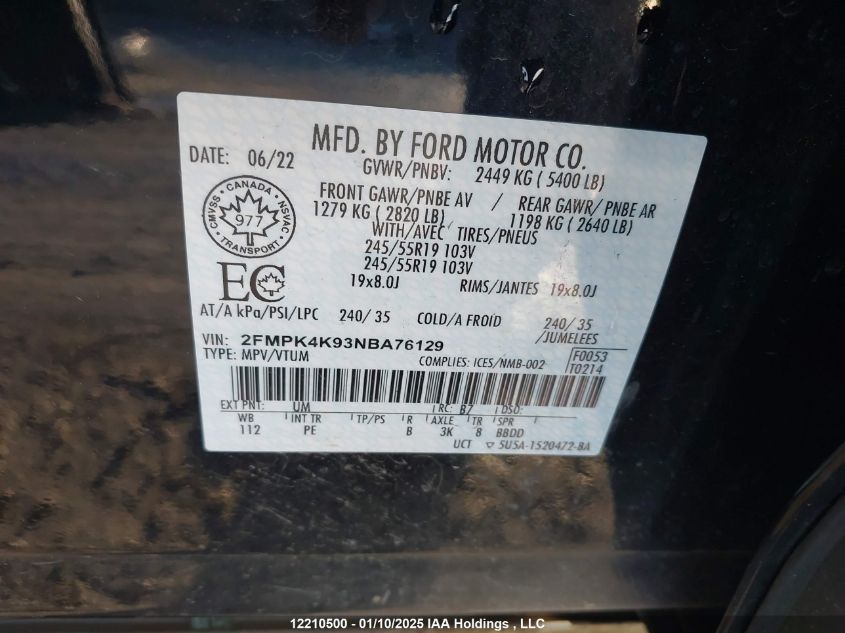 MFD. BY FORD MOTOR CO.
DATE: 06/22 GVWR/PNBV: 2449 KG ( 5400 LB)
FRONT GAWR/PNBE AV / REAR GAWR/ PNBE AR
1279 KG ( 2820 LB) 1198 KG ( 2640 LB)
WITH/AVEC TIRES/PNEUS
245/55R19 103V
245/55R19 103V
19x8.0J RIMS/JANTES 19x8.0J
CANADA
CMVSS NSVAC
977
TRANSPORT
EC
AT/A kPa/PSI/LPC 240/ 35 COLD/A FROID 240/ 35
/JUMELEES
VIN: 2FMPK4K93NBA76129
TYPE: MPV/VTUM COMPLIES: ICES/NMB-002 F0053
T0214
EXT PNT: UM RC: B7 DSO:
WB INT TR TP/PS R AXLE TR SPR
112 PE B 3K 8 BBDD
UCT ▽ 5U5A-1520472-BA
12210500 - 01/10/2025 IAA Holdings , LLC